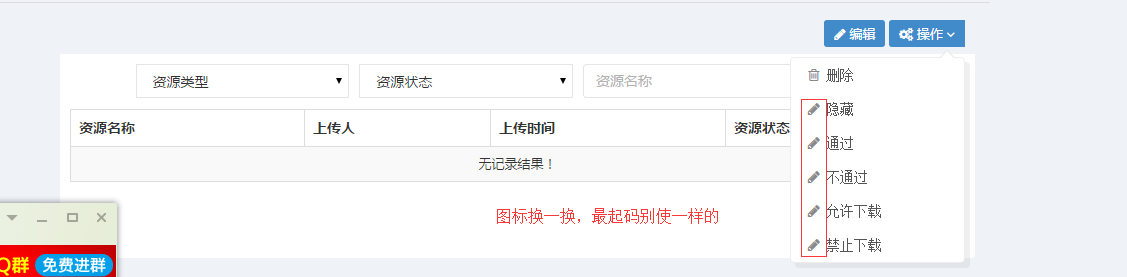 编辑 操作
资源类型 资源状态 资源名称
删除
隐藏
资源名称 上传人 上传时间 资源状态
通过
无记录结果！
不通过
允许下载
图标换一换，最起码别使一样的
禁止下载
Q群 免费进群